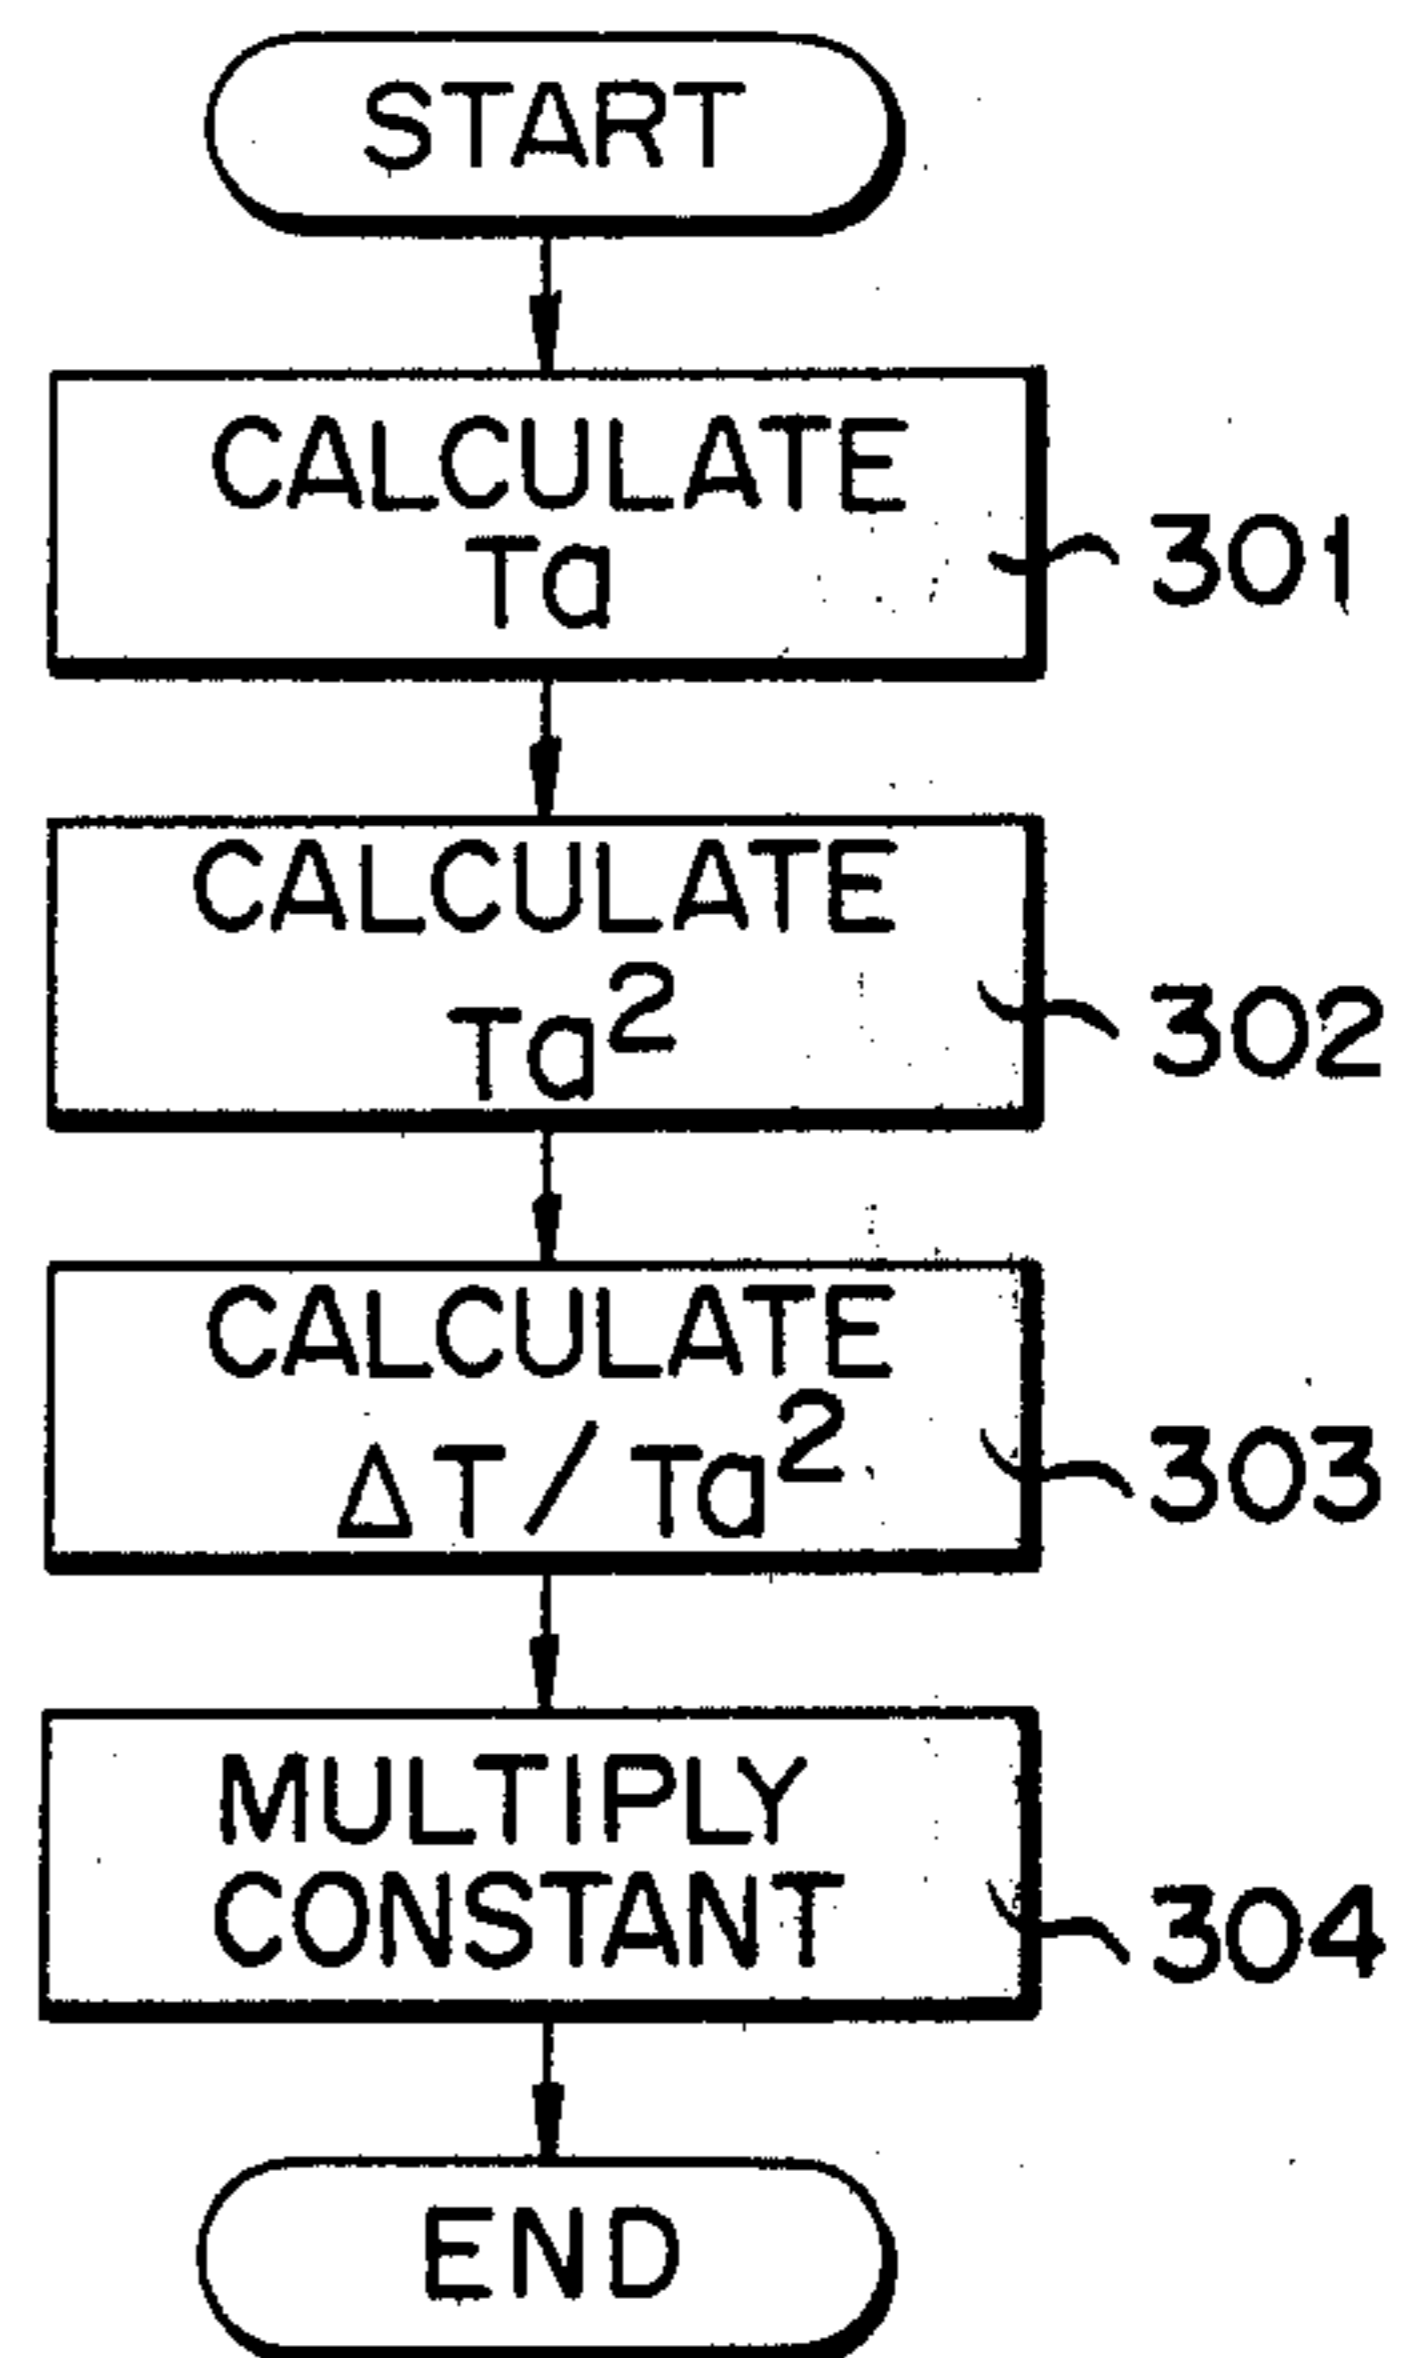 START
CALCULATE
Ta
301
CALCULATE
Ta²
302
CALCULATE
ΔT/Ta²
303
MULTIPLY
CONSTANT
304
END